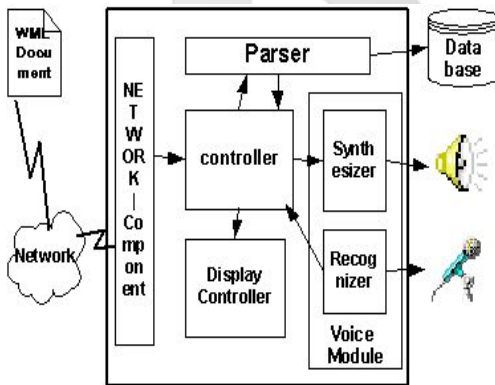 WML
Docu
ment
Network
NE
T
W
ORK
|
Co
mp
on
ent
Parser
controller
Display
Controller
Synth
esizer
Recog
nizer
Voice
Module
Data
base